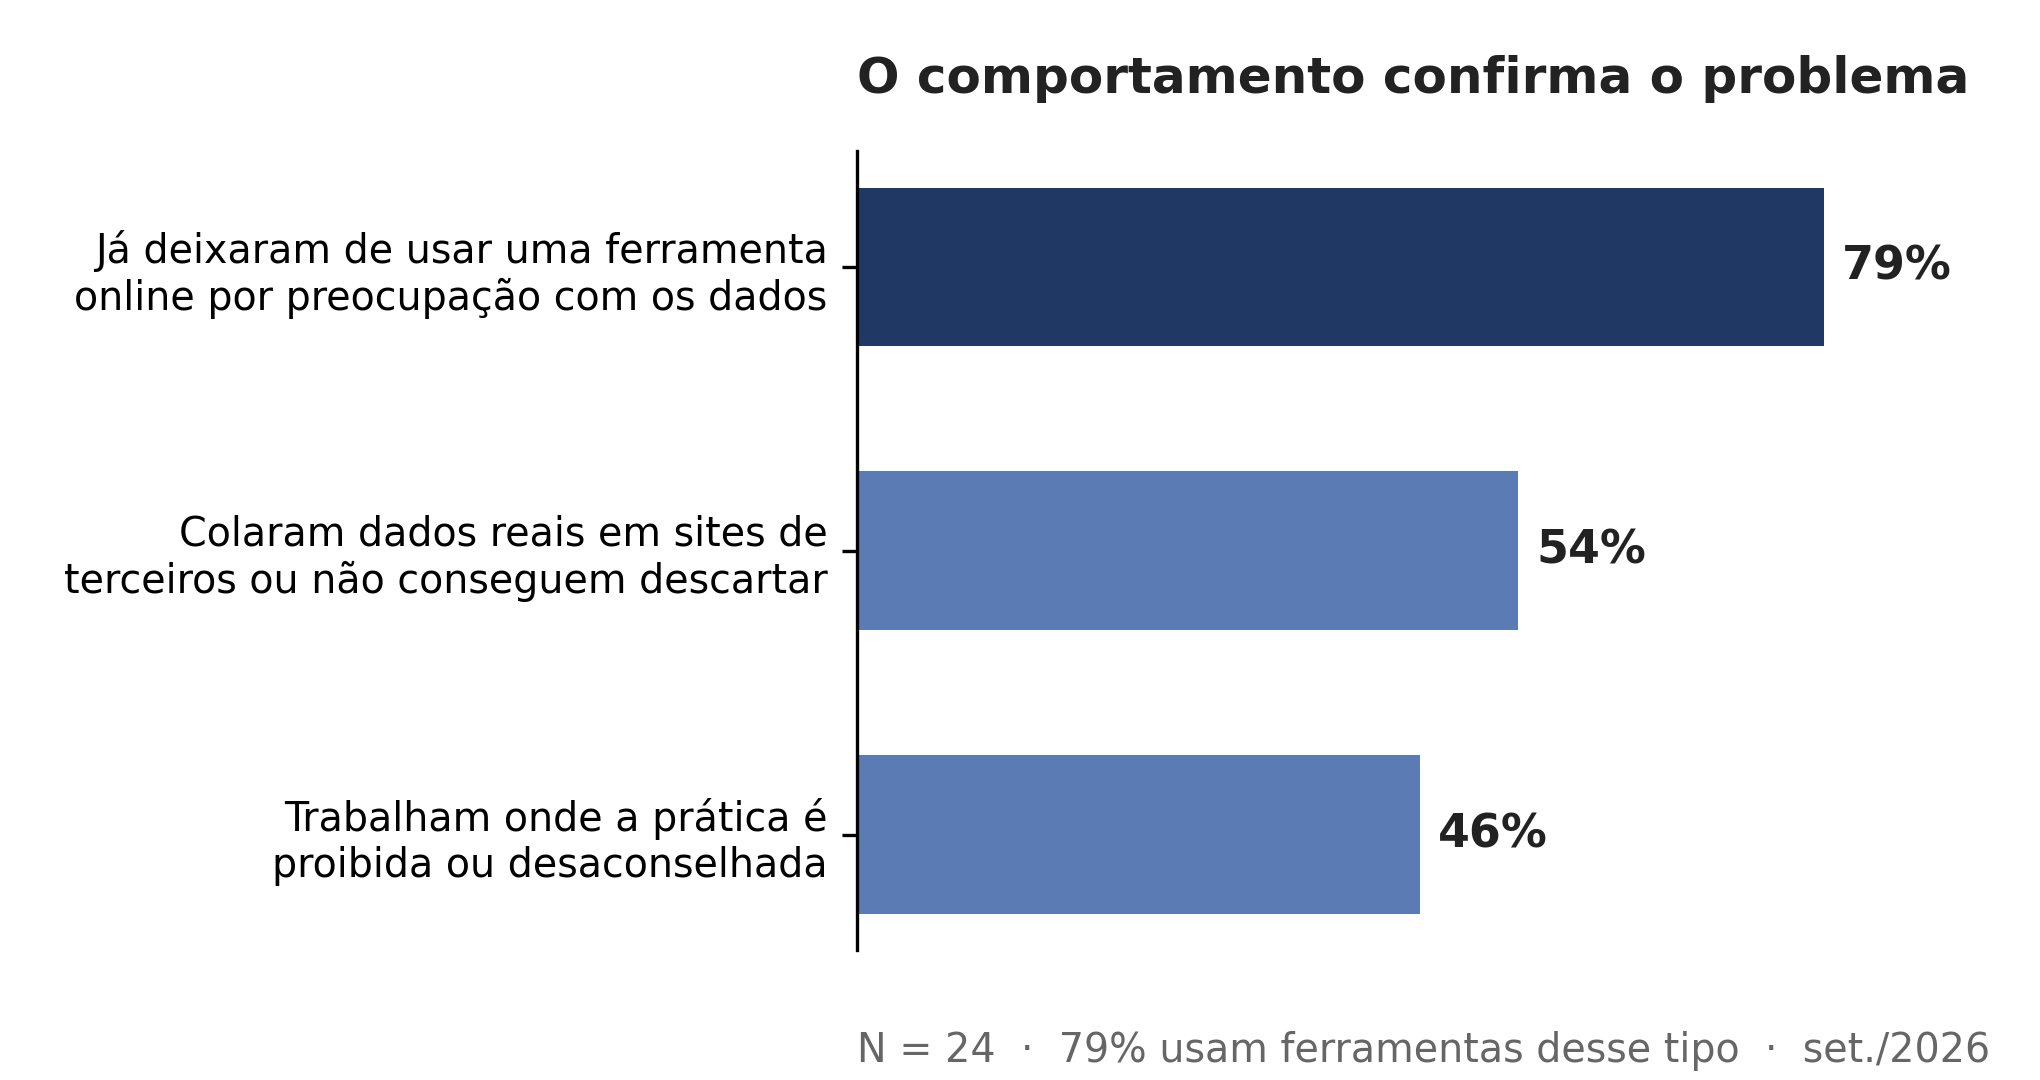 O comportamento confirma o problema
Já deixaram de usar uma ferramenta
online por preocupação com os dados
79%
Colaram dados reais em sites de
terceiros ou não conseguem descartar
54%
Trabalham onde a prática é
proibida ou desaconselhada
46%
N = 24 · 79% usam ferramentas desse tipo · set./2026